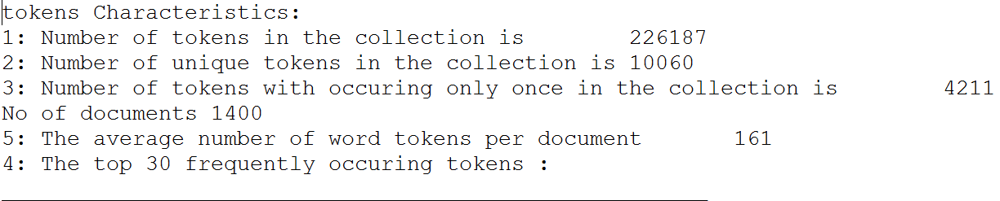 tokens Characteristics:
1: Number of tokens in the collection is 226187
2: Number of unique tokens in the collection is 10060
3: Number of tokens with occuring only once in the collection is 4211
No of documents 1400
5: The average number of word tokens per document 161
4: The top 30 frequently occuring tokens :